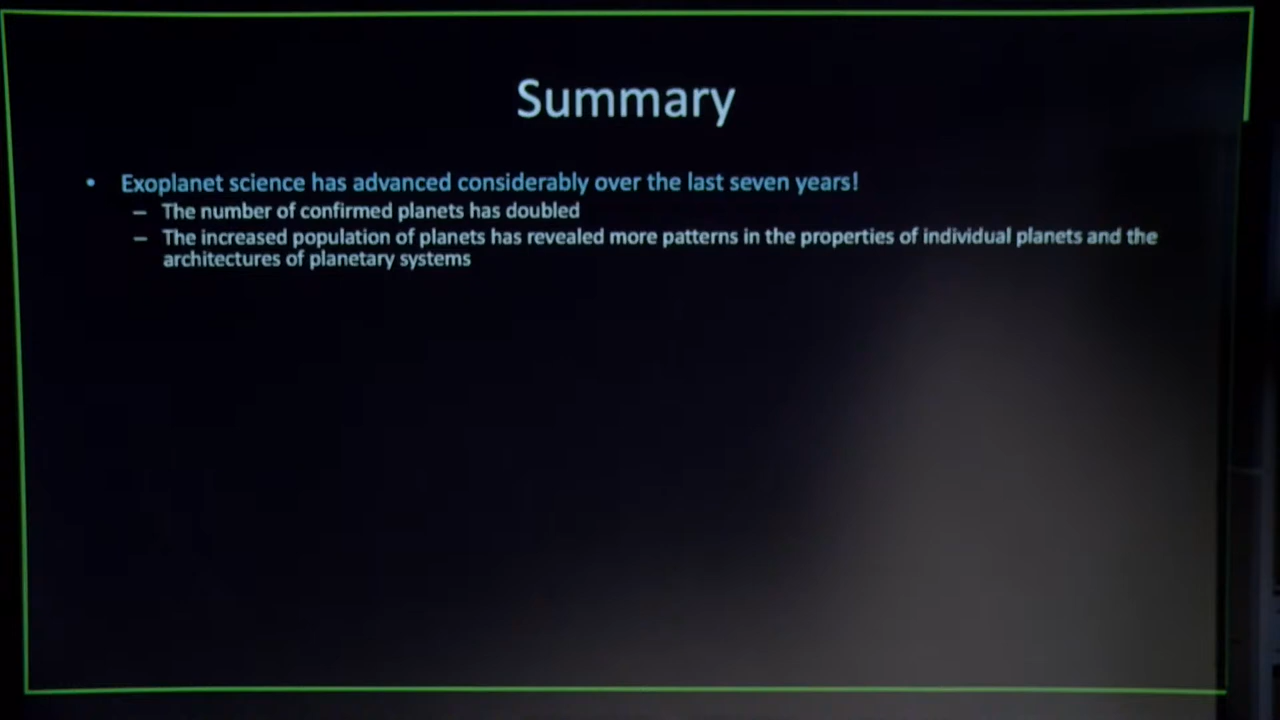 Summary
• Exoplanet science has advanced considerably over the last seven years!
– The number of confirmed planets has doubled
– The increased population of planets has revealed more patterns in the properties of individual planets and the
architectures of planetary systems